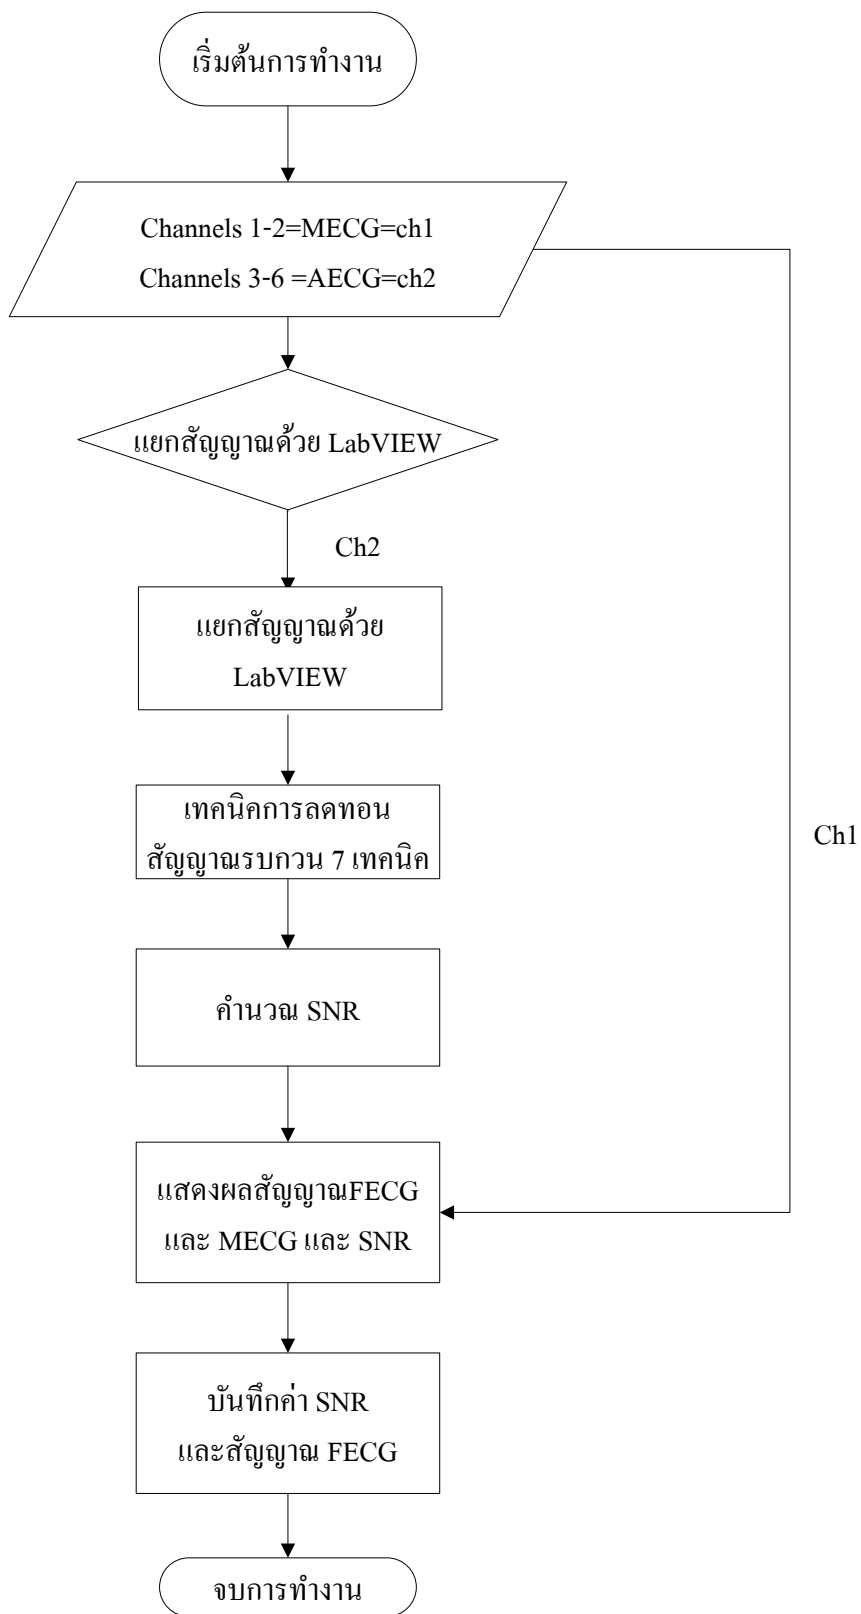 เริ่มต้นการทำงาน
Channels 1-2=MECG=ch1
Channels 3-6 =AECG=ch2
แยกสัญญาณด้วย LabVIEW
Ch2
แยกสัญญาณด้วย
LabVIEW
เทคนิคการลดทอน
สัญญาณรบกวน 7 เทคนิค
Ch1
คำนวณ SNR
แสดงผลสัญญาณFECG
และ MECG และ SNR
บันทึกค่า SNR
และสัญญาณ FECG
จบการทำงาน